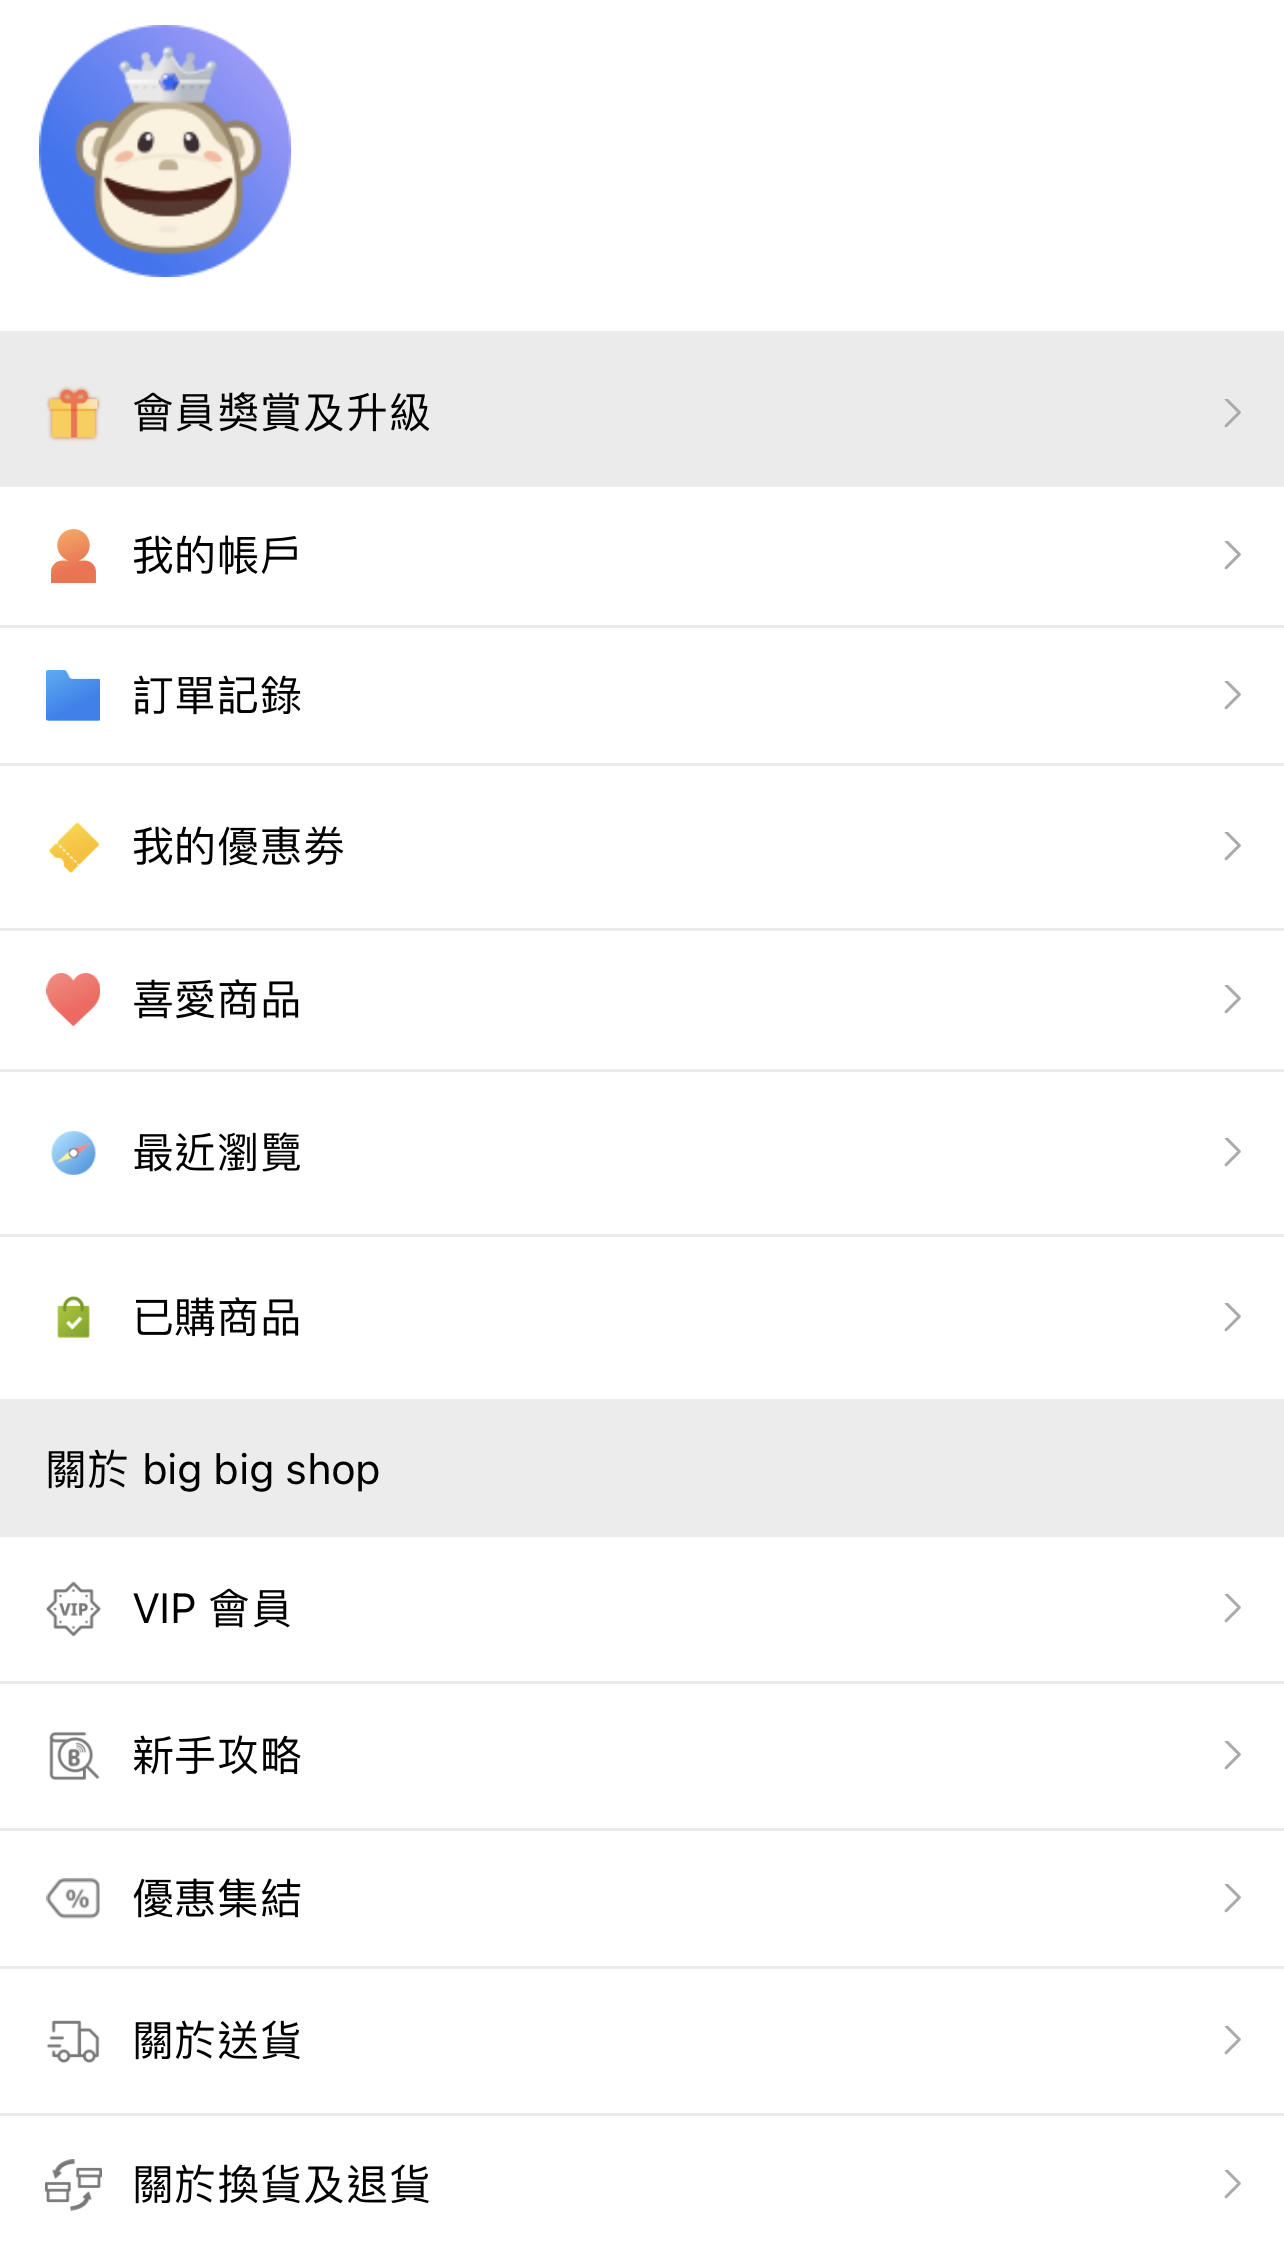 會員獎賞及升級
我的帳戶
訂單記錄
我的優惠券
喜愛商品
最近瀏覽
已購商品
關於 big big shop
VIP
VIP 會員
B
新手攻略
%
優惠集結
關於送貨
關於換貨及退貨